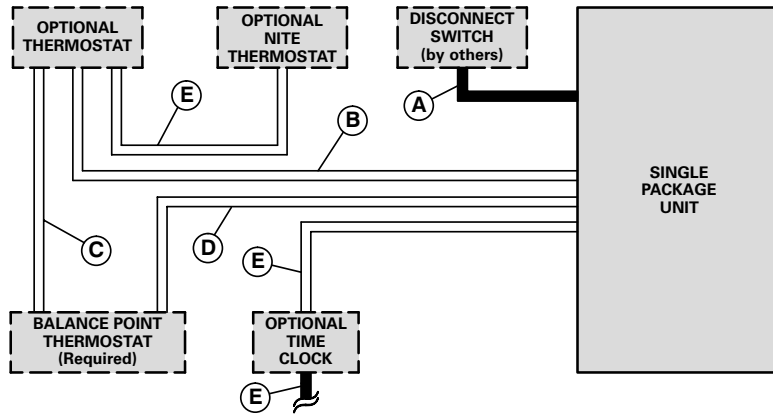 OPTIONAL
THERMOSTAT
OPTIONAL
NITE
THERMOSTAT
DISCONNECT
SWITCH
(by others)
A
E
B
SINGLE
PACKAGE
UNIT
C
D
E
BALANCE POINT
THERMOSTAT
(Required)
OPTIONAL
TIME
CLOCK
E